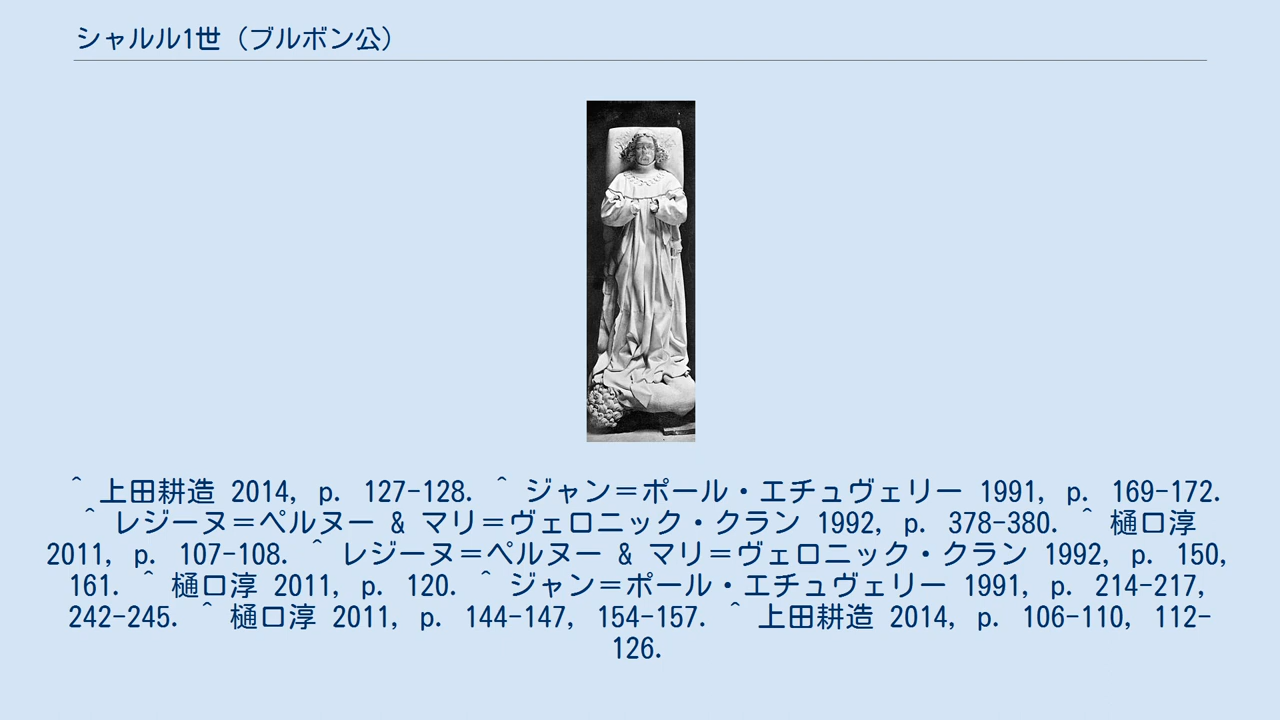 シャルル1世（ブルボン公）
^ 上田耕造 2014, p. 127-128. ^ ジャン＝ポール・エチュヴェリー 1991, p. 169-172.
^ レジーヌ＝ペルヌー & マリ＝ヴェロニック・クラン 1992, p. 378-380. ^ 樋口淳
2011, p. 107-108. ^ レジーヌ＝ペルヌー & マリ＝ヴェロニック・クラン 1992, p. 150,
161. ^ 樋口淳 2011, p. 120. ^ ジャン＝ポール・エチュヴェリー 1991, p. 214-217,
242-245. ^ 樋口淳 2011, p. 144-147, 154-157. ^ 上田耕造 2014, p. 106-110, 112-
126.